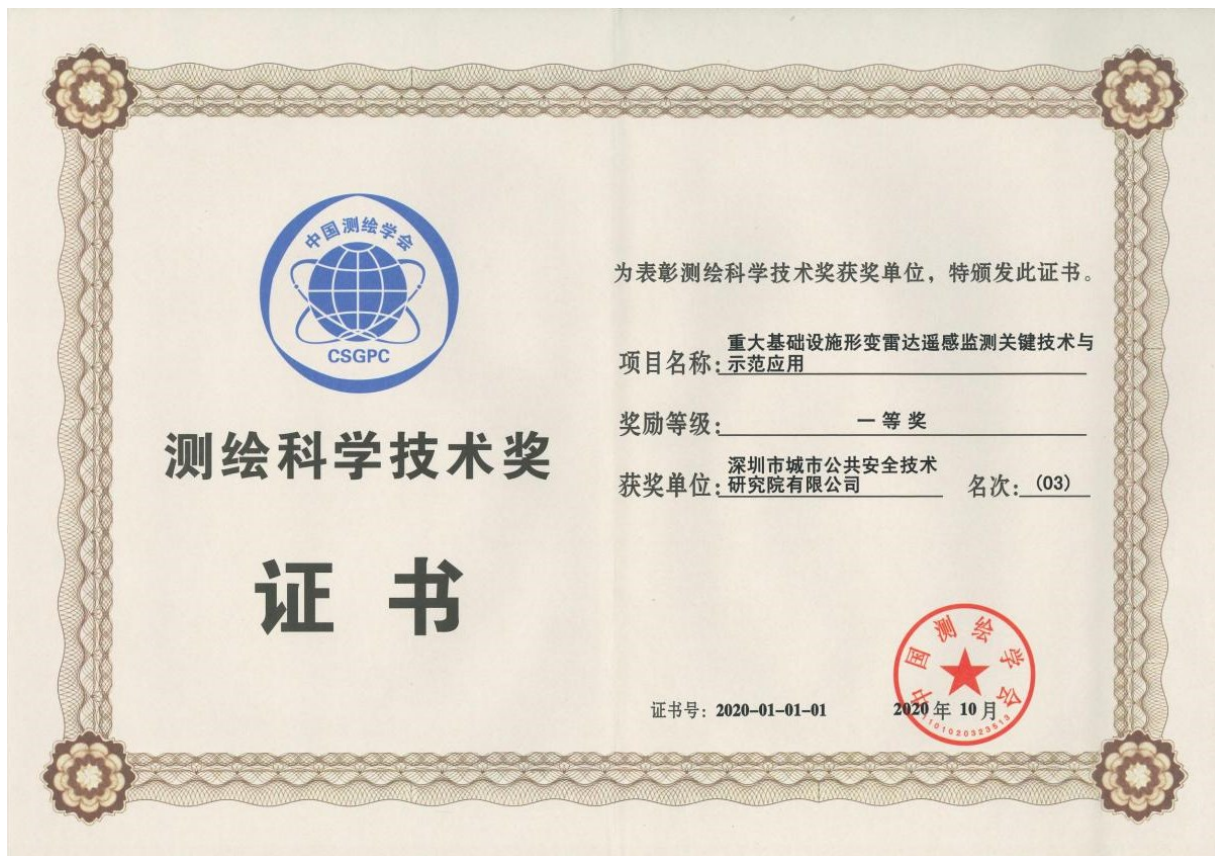 中国测绘学会
CSGPC
测绘科学技术奖
证书
为表彰测绘科学技术奖获奖单位，特颁发此证书。
项目名称：重大基础设施形变雷达遥感监测关键技术与
示范应用
奖励等级：一等奖
获奖单位：深圳市城市公共安全技术
研究院有限公司 名次：(03)
中国测绘学会
证书号：2020-01-01-01
2020年10月